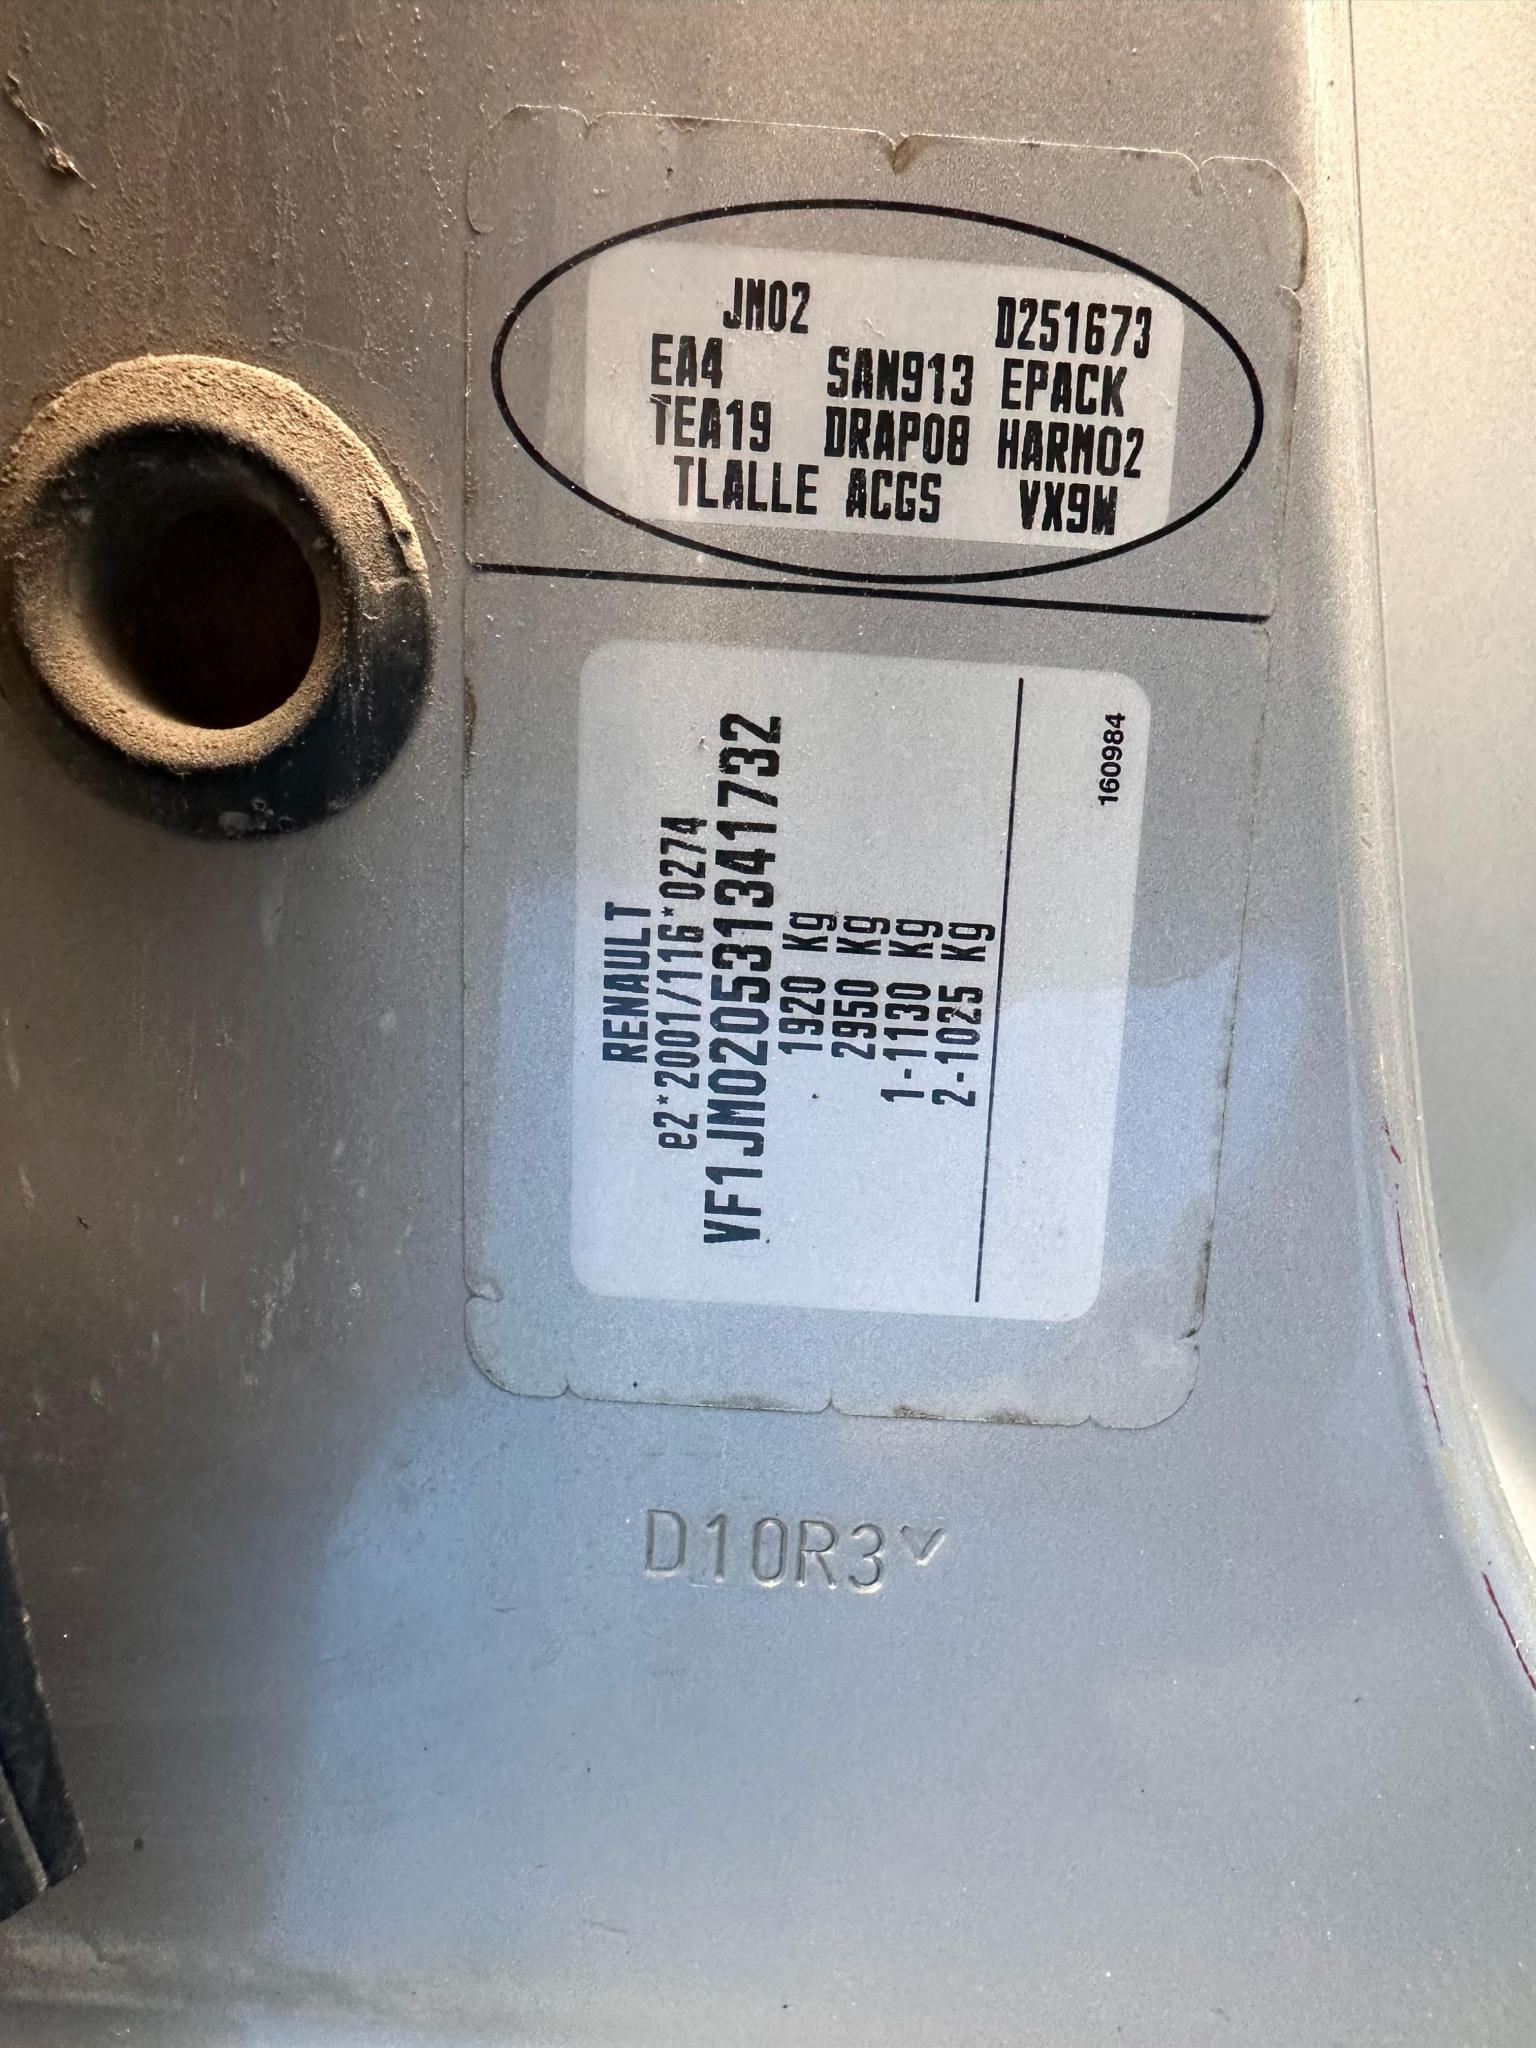 JM02 D251673
EA4 SAN913 EPACK
TEA19 DRAP08 HARM02
TLALLE ACGS VX9W
RENAULT
e2*2001/116*0274
VF1JM020531341732
1920 Kg
2950 Kg
1-1130 Kg
2-1025 Kg
160984
D10R3